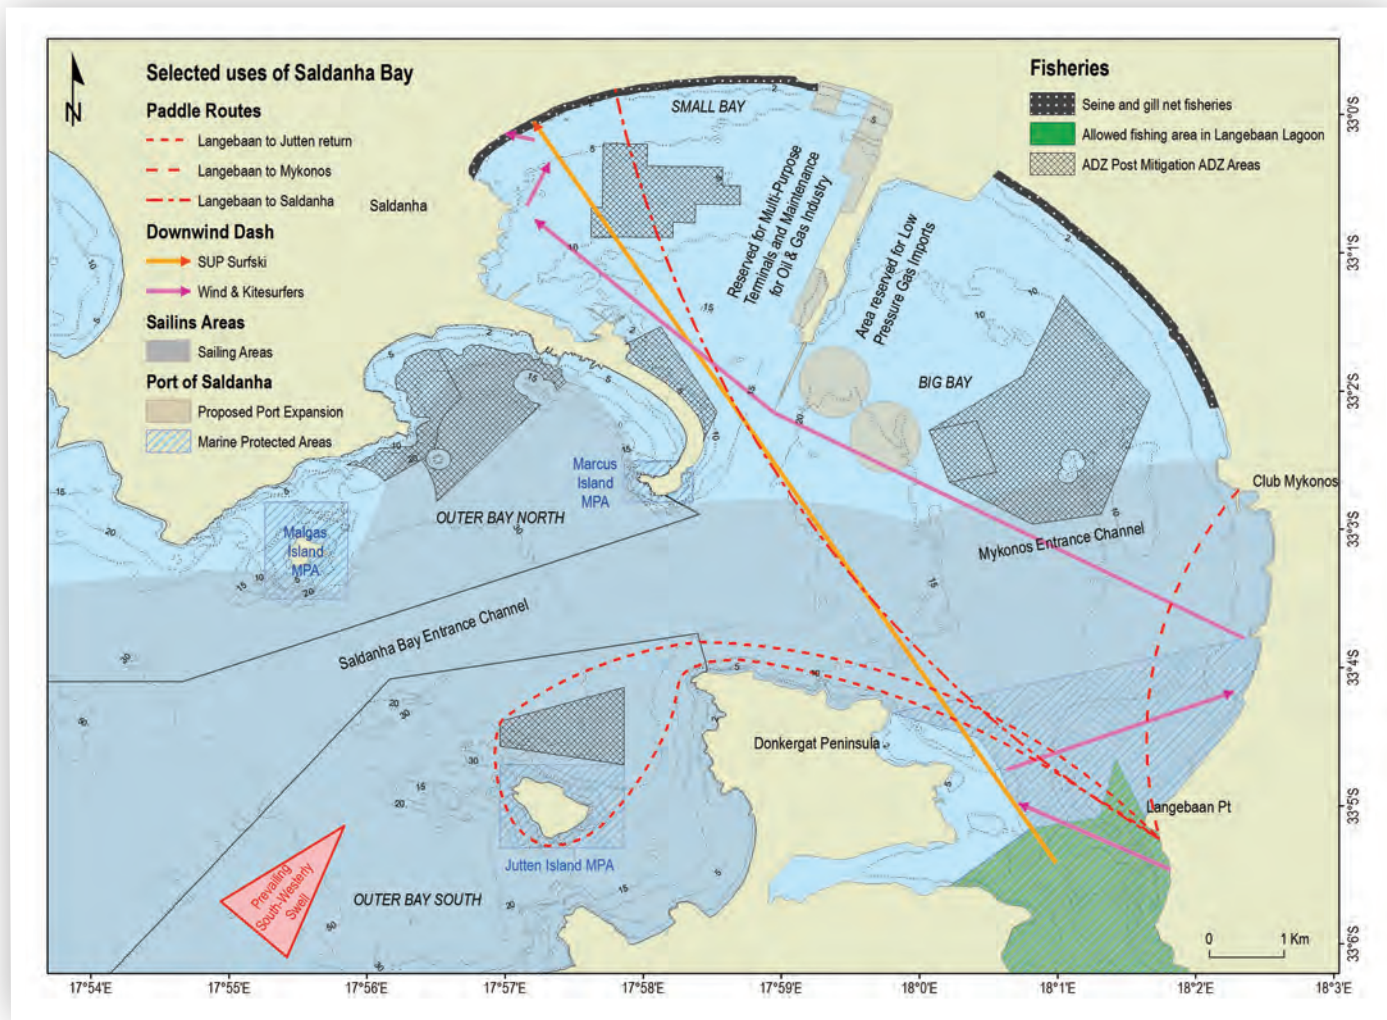 Selected uses of Saldanha Bay
Paddle Routes
Langebaan to Jutten return
Langebaan to Mykonos
Langebaan to Saldanha
Downwind Dash
SUP Surfski
Wind & Kitesurfers
Sailins Areas
Sailing Areas
Port of Saldanha
Proposed Port Expansion
Marine Protected Areas
N
Fisheries
Seine and gill net fisheries
Allowed fishing area in Langebaan Lagoon
ADZ Post Mitigation ADZ Areas
SMALL BAY
Saldanha
Reserved for Multi-Purpose
Terminals and Maintenance
for Oil & Gas Industry
Area reserved for Low
Pressure Gas Imports
BIG BAY
Club Mykonos
Marcus
Island
MPA
OUTER BAY NORTH
Malgas
Island
MPA
Mykonos Entrance Channel
Saldanha Bay Entrance Channel
Donkergat Peninsula
Langebaan Pt
Jutten Island MPA
Prevailing
South-Westerly
Swell
OUTER BAY SOUTH
0 1 Km
33°0'S
33°1'S
33°2'S
33°3'S
33°4'S
33°5'S
33°6'S
17°54'E 17°55'E 17°56'E 17°57'E 17°58'E 17°59'E 18°0'E 18°1'E 18°2'E 18°3'E